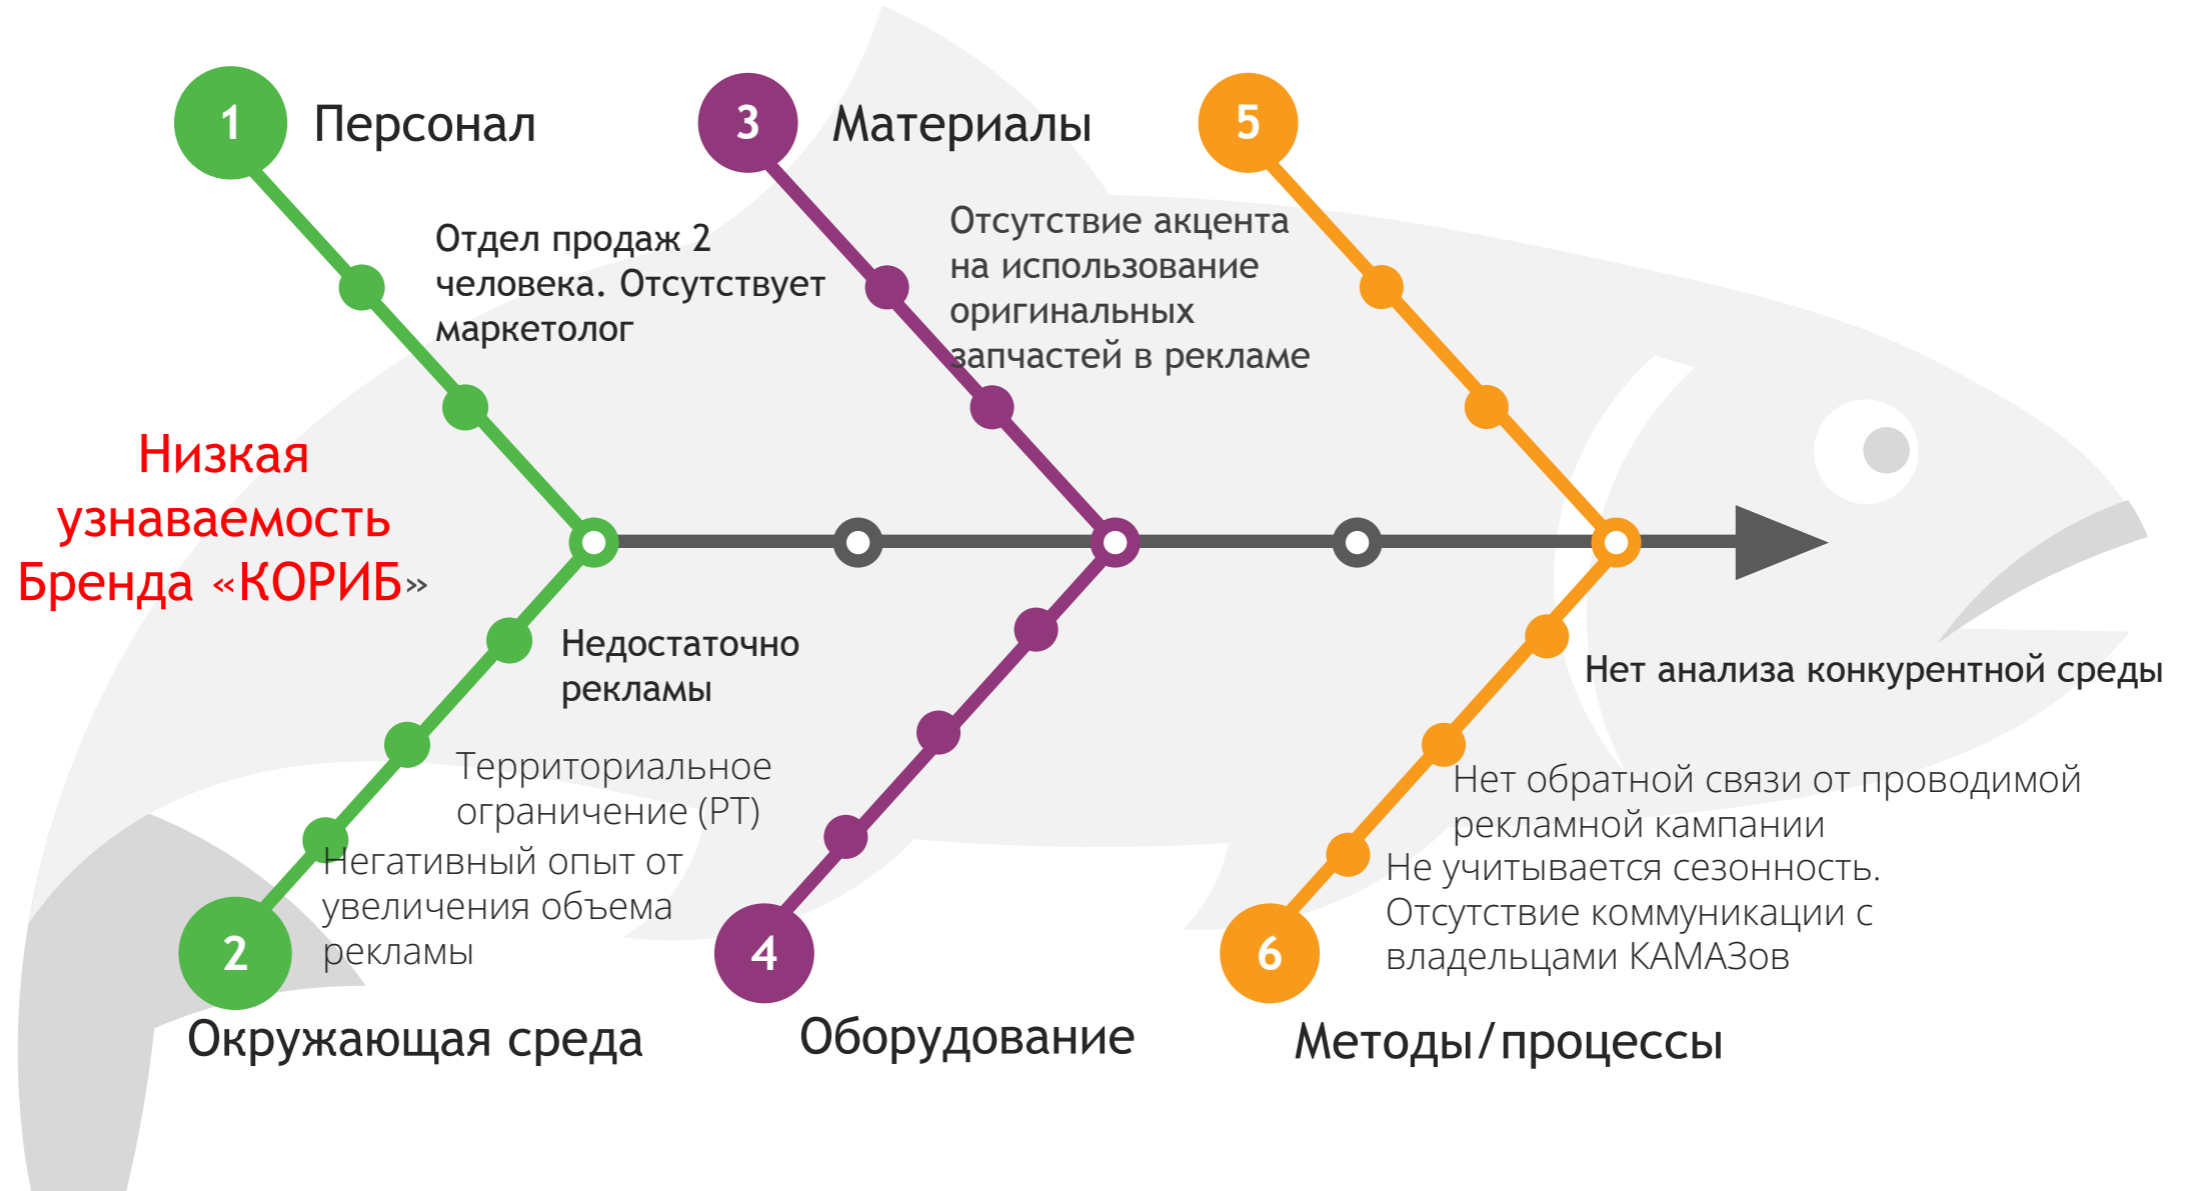 1
Персонал
3
Материалы
5
Отдел продаж 2
человека. Отсутствует
маркетолог
Отсутствие акцента
на использование
оригинальных
запчастей в рекламе
Низкая
узнаваемость
Бренда «КОРИБ»
Недостаточно
рекламы
Территориальное
ограничение (РТ)
Негативный опыт от
увеличения объема
рекламы
Нет анализа конкурентной среды
Нет обратной связи от проводимой
рекламной кампании
Не учитывается сезонность.
Отсутствие коммуникации с
владельцами КАМАЗов
2
Окружающая среда
4
Оборудование
6
Методы/процессы